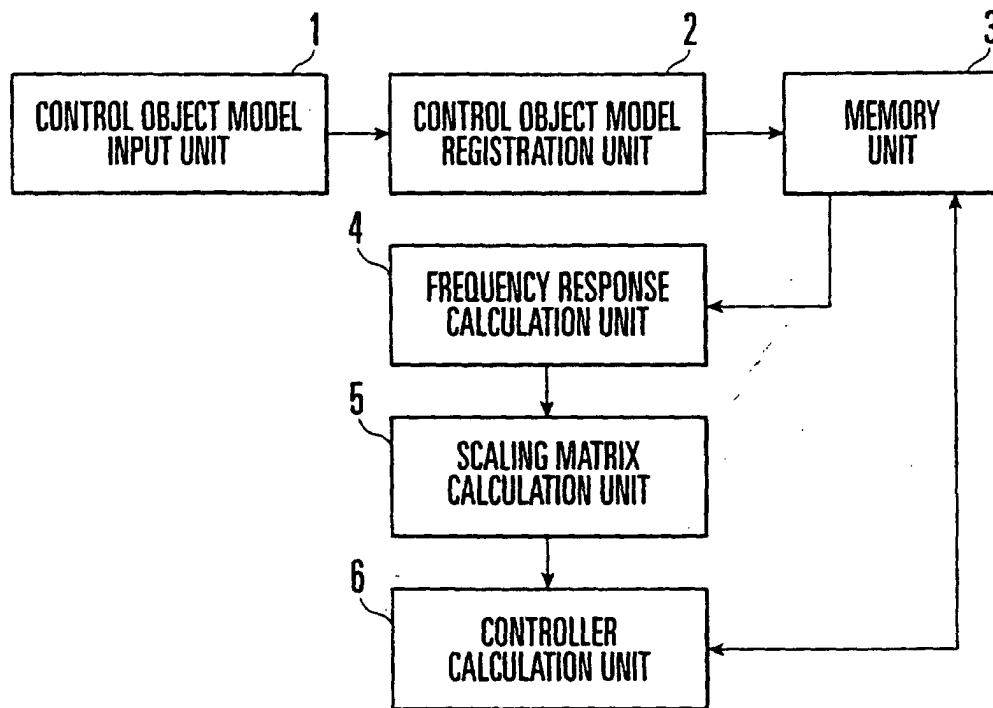 1
CONTROL OBJECT MODEL
INPUT UNIT
2
CONTROL OBJECT MODEL
REGISTRATION UNIT
3
MEMORY
UNIT
4
FREQUENCY RESPONSE
CALCULATION UNIT
5
SCALING MATRIX
CALCULATION UNIT
6
CONTROLLER
CALCULATION UNIT